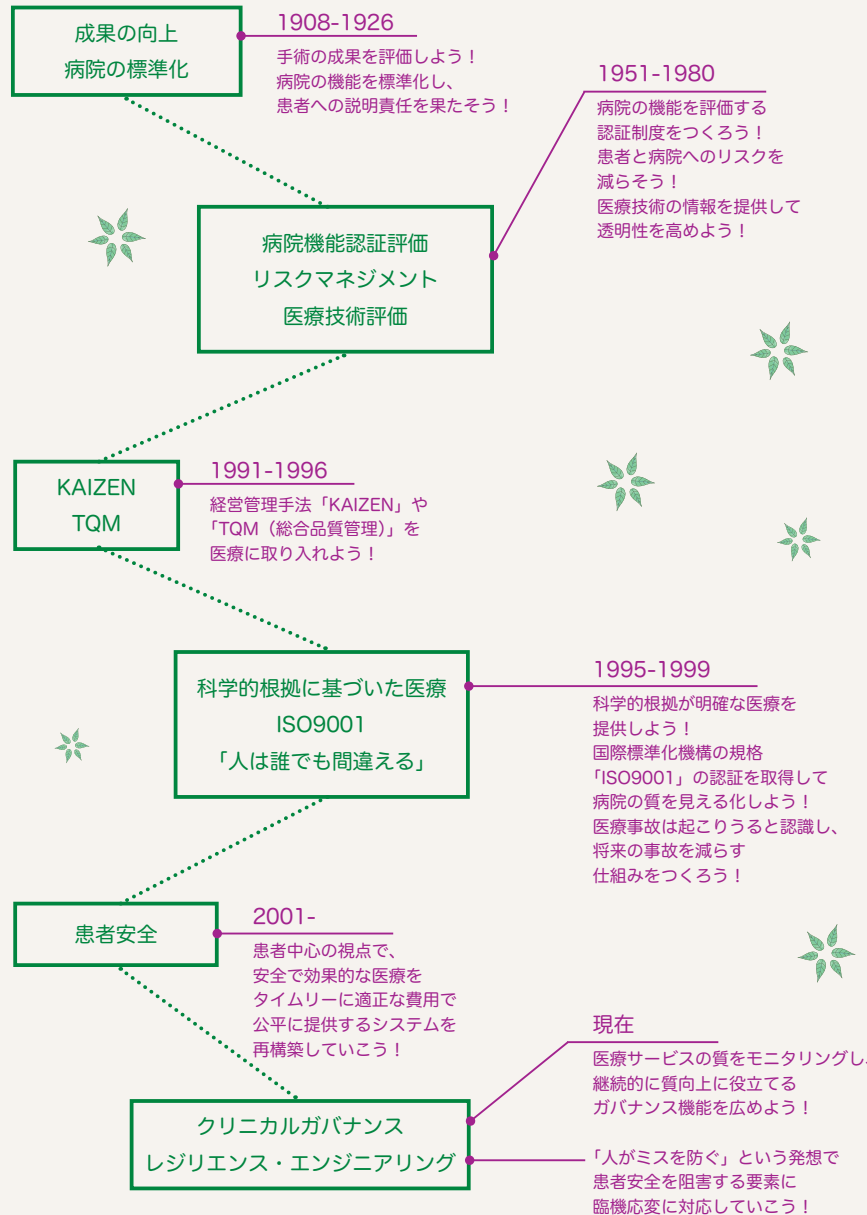 成果の向上
病院の標準化
1908-1926
手術の成果を評価しよう！
病院の機能を標準化し、
患者への説明責任を果たそう！
1951-1980
病院の機能を評価する
認証制度をつくろう！
患者と病院へのリスクを
減らそう！
医療技術の情報を提供して
透明性を高めよう！
病院機能認証評価
リスクマネジメント
医療技術評価
KAIZEN
TQM
1991-1996
経営管理手法「KAIZEN」や
「TQM（総合品質管理）」を
医療に取り入れよう！
科学的根拠に基づいた医療
ISO9001
「人は誰でも間違える」
1995-1999
科学的根拠が明確な医療を
提供しよう！
国際標準化機構の規格
「ISO9001」の認証を取得して
病院の質を見える化しよう！
医療事故は起こりうると認識し、
将来の事故を減らす
仕組みをつくろう！
患者安全
2001-
患者中心の視点で、
安全で効果的な医療を
タイムリーに適正な費用で
公平に提供するシステムを
再構築していこう！
クリニカルガバナンス
レジリエンス・エンジニアリング
現在
医療サービスの質をモニタリングし、
継続的に質向上に役立てる
ガバナンス機能を広めよう！
「人がミスを防ぐ」という発想で
患者安全を阻害する要素に
臨機応変に対応していこう！